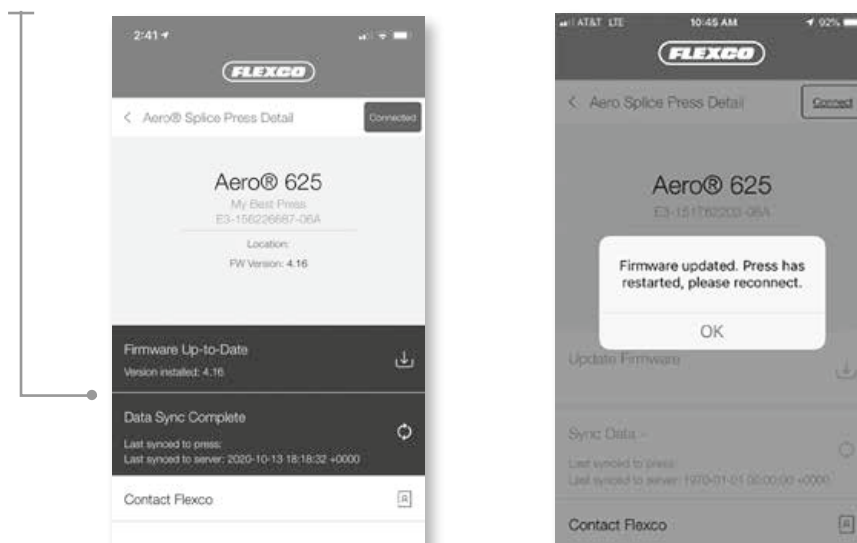 2:41
FLEXCO
Aero® Splice Press Detail
Connected
Aero® 625
My Best Press
E3-156226687-06A
Location:
FW Version: 4.16
Firmware Up-to-Date
Version installed: 4.16
Data Sync Complete
Last synced to press:
Last synced to server: 2020-10-13 18:18:32 +0000
Contact Flexco
AT&T LTE
10:45 AM
92%
FLEXCO
Aero Splice Press Detail
Connect
Aero® 625
Firmware updated. Press has
restarted, please reconnect.
OK
Update Firmware
Sync Data -
Last synced to press:
Last synced to server: 1970-01-01 00:00:00 +0000
Contact Flexco